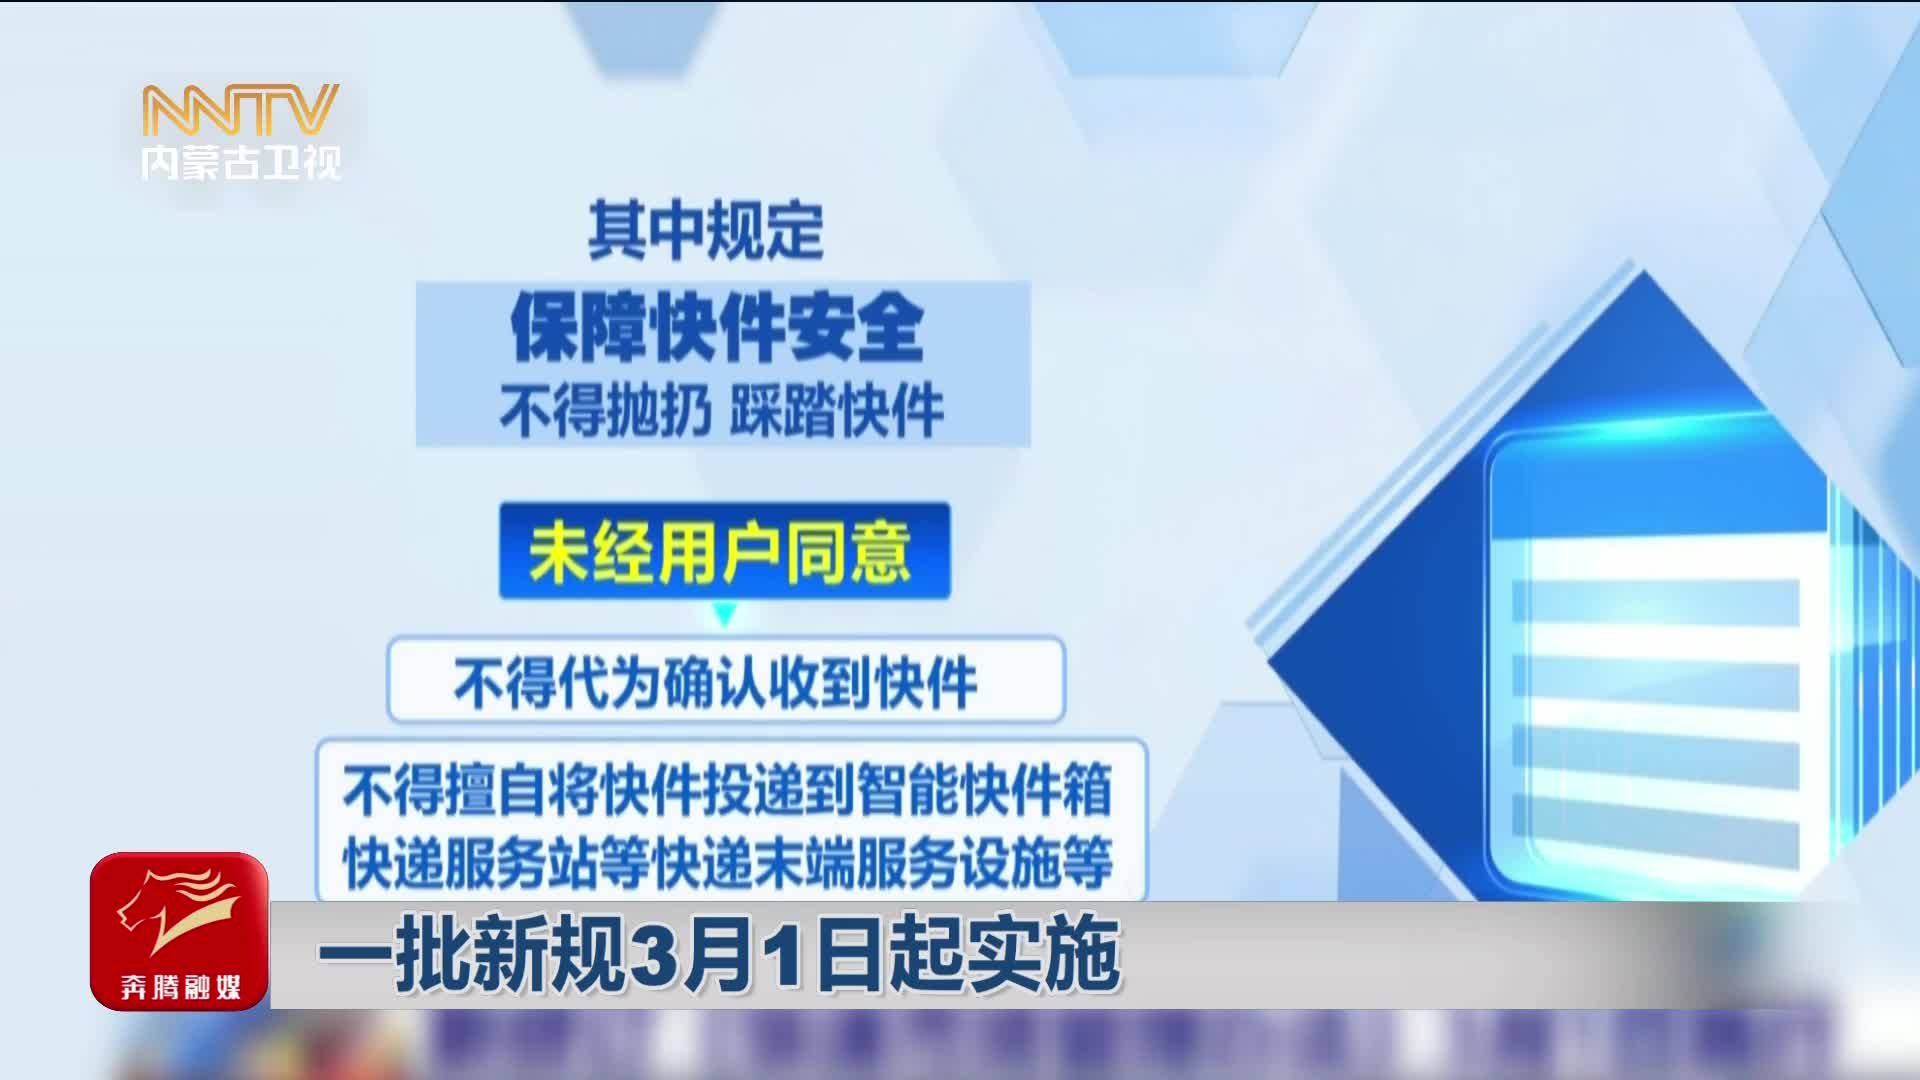 NNTV
内蒙古卫视
其中规定
保障快件安全
不得抛扔 踩踏快件
未经用户同意
不得代为确认收到快件
不得擅自将快件投递到智能快件箱
快递服务站等快递末端服务设施等
一批新规3月1日起实施
奔腾融媒